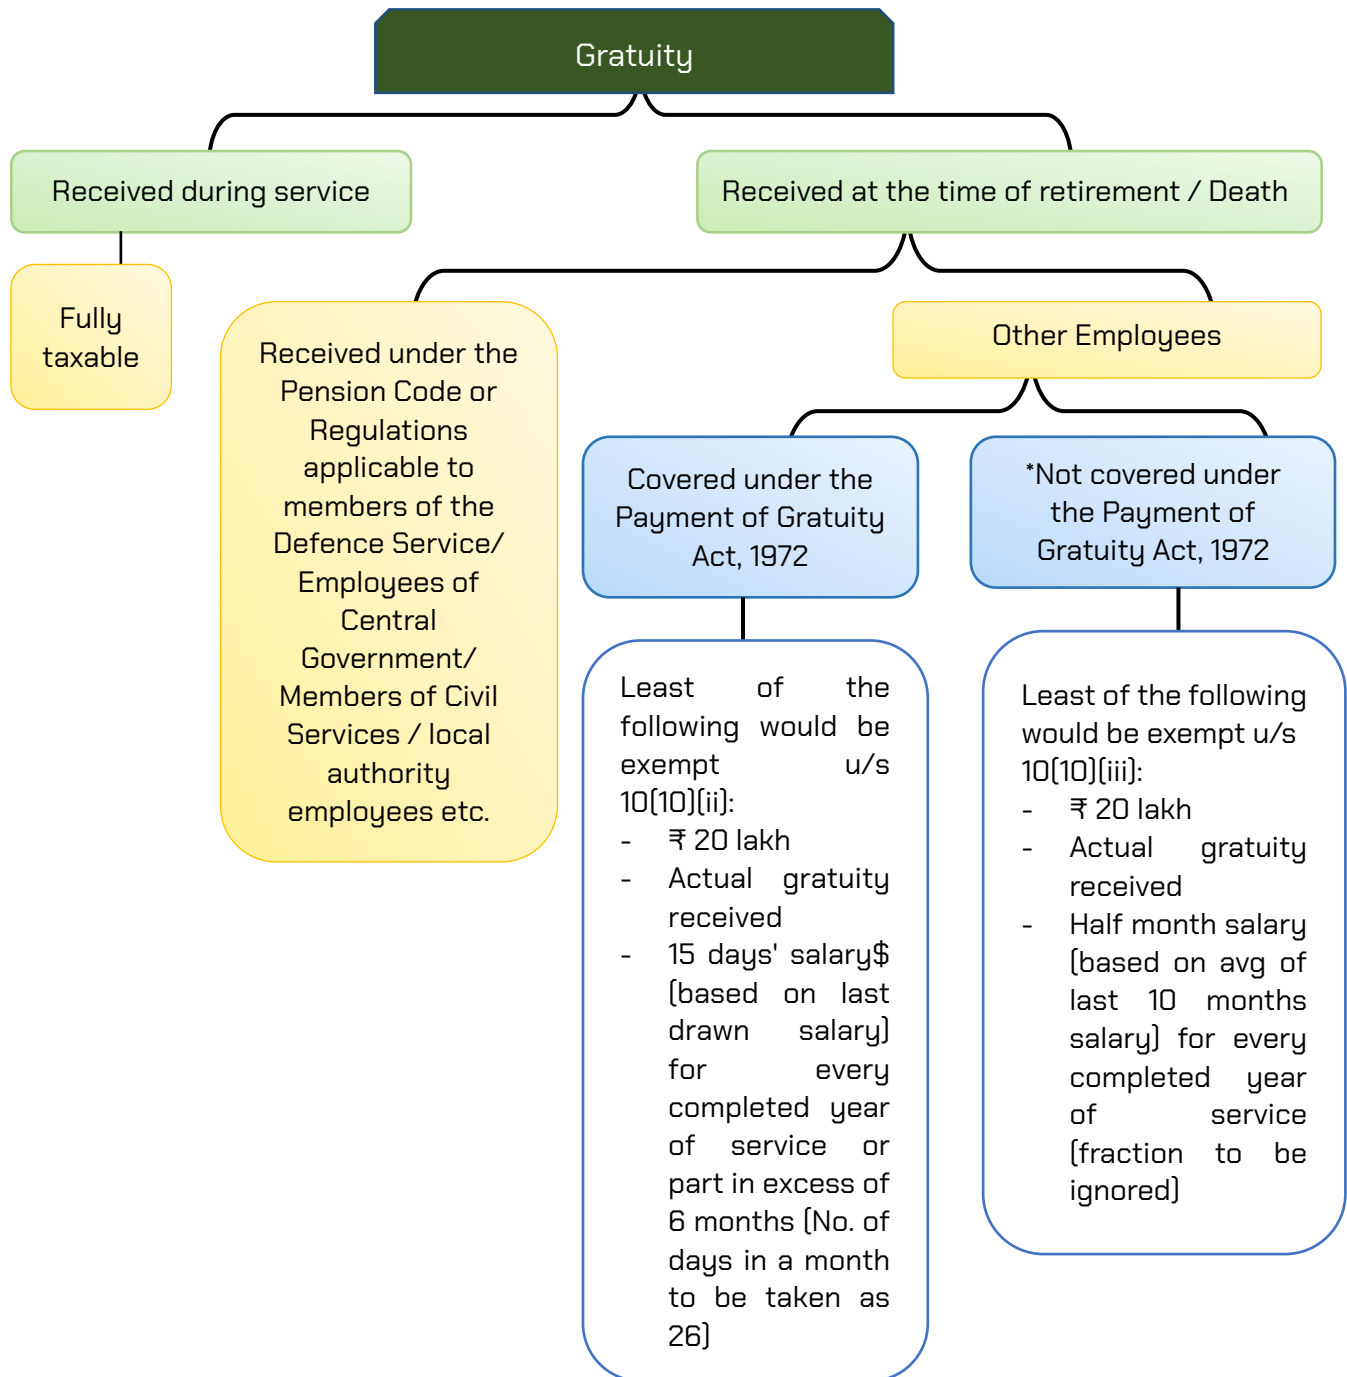 Gratuity
Received during service
Received at the time of retirement / Death
Fully
taxable
Received under the
Pension Code or
Regulations
applicable to
members of the
Defence Service/
Employees of
Central
Government/
Members of Civil
Services / local
authority
employees etc.
Other Employees
Covered under the
Payment of Gratuity
Act, 1972
*Not covered under
the Payment of
Gratuity Act, 1972
Least of the
following would be
exempt u/s
10(10)(ii):
- ₹ 20 lakh
- Actual gratuity
received
- 15 days' salary$
(based on last
drawn salary)
for every
completed year
of service or
part in excess of
6 months (No. of
days in a month
to be taken as
26)
Least of the following
would be exempt u/s
10(10)(iii):
- ₹ 20 lakh
- Actual gratuity
received
- Half month salary
(based on avg of
last 10 months
salary) for every
completed year
of service
(fraction to be
ignored)